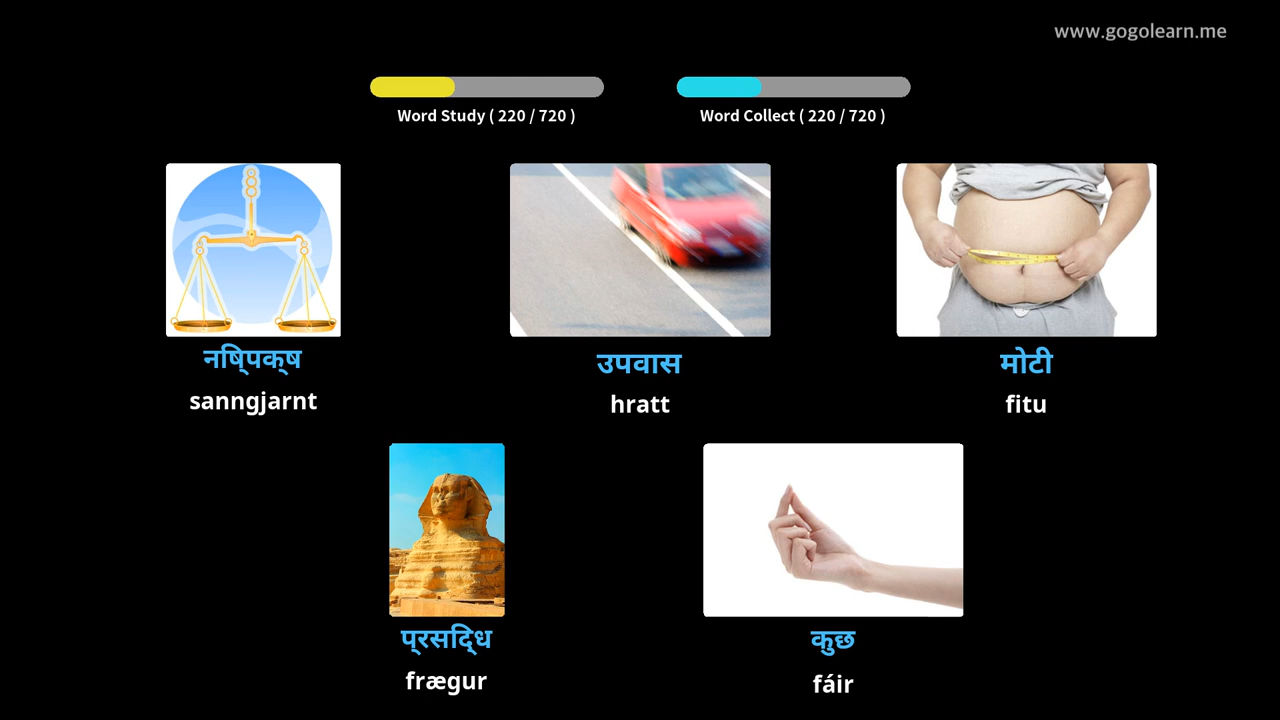 www.gogolearn.me
Word Study ( 220 / 720 )
Word Collect ( 220 / 720 )
नषि्पक्ष
sanngjarnt
उपवास
hratt
मोटी
fitu
प्रसदि्धि
frægur
कुछ
fáir